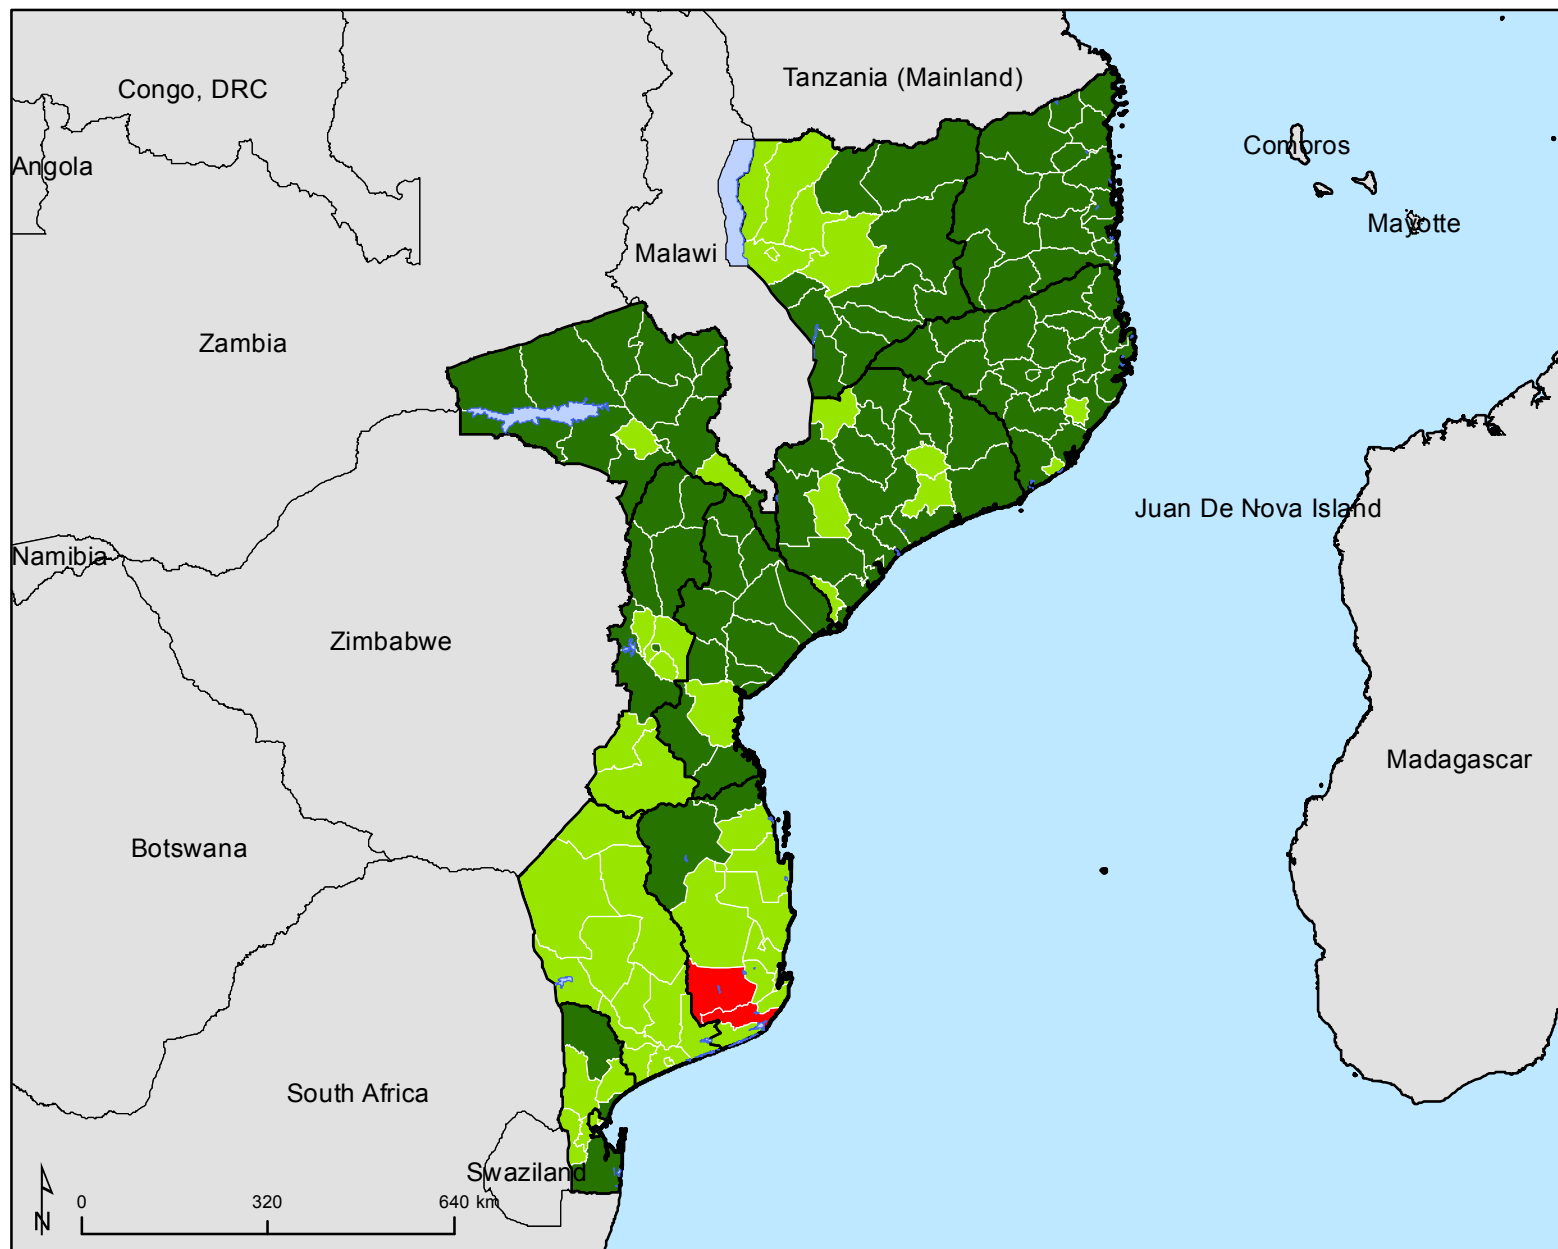 Tanzania (Mainland)
Congo, DRC
Comoros
Angola
Mayotte
Malawi
Zambia
Juan De Nova Island
Namibia
Zimbabwe
Madagascar
Botswana
South Africa
Swaziland
0 320 640 km
N